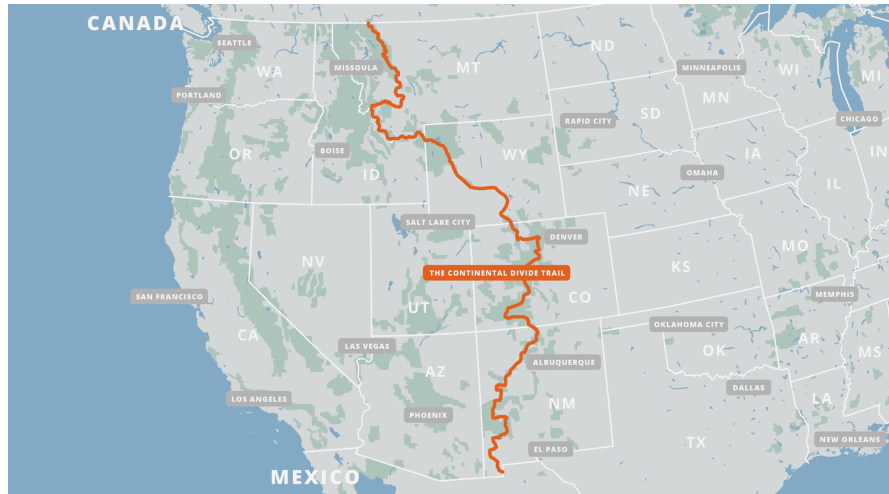 CANADA
SEATTLE
WA
MISSOULA
MT
ND
MINNEAPOLIS
WI
MI
PORTLAND
MN
RAPID CITY
SD
CHICAGO
OR
BOISE
ID
WY
IA
IN
OMAHA
NE
IL
SALT LAKE CITY
DENVER
MO
NV
KS
THE CONTINENTAL DIVIDE TRAIL
SAN FRANCISCO
CO
MEMPHIS
UT
CA
OKLAHOMA CITY
AR
LAS VEGAS
OK
MS
AZ
ALBUQUERQUE
DALLAS
LOS ANGELES
NM
LA
PHOENIX
TX
NEW ORLEANS
EL PASO
MEXICO